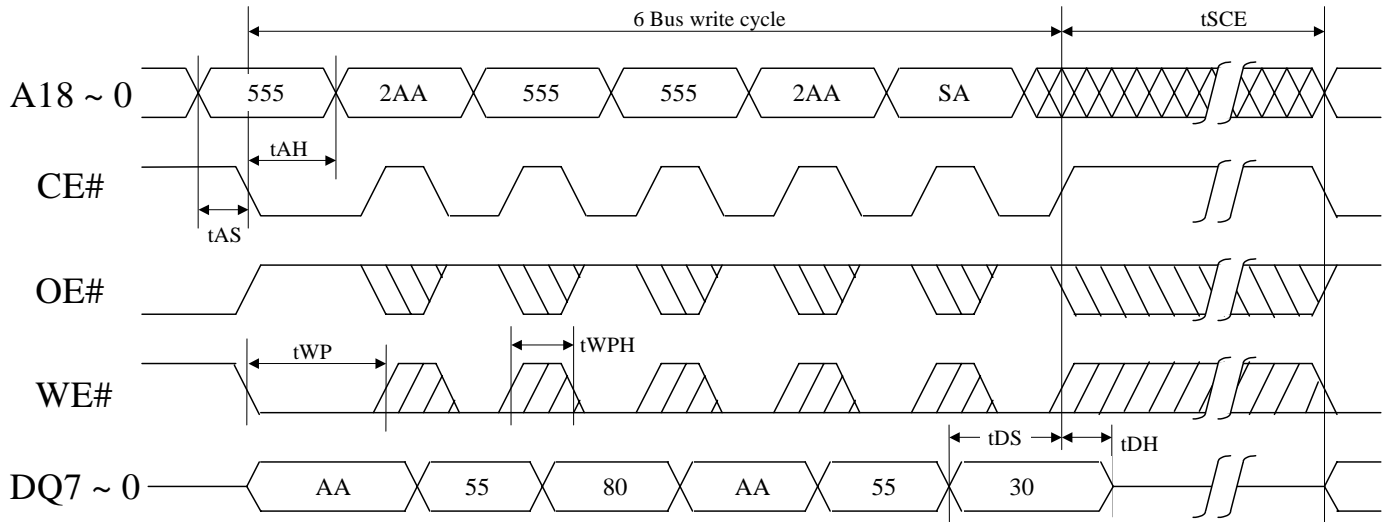 6 Bus write cycle tSCE
A18 ~ 0 555 2AA 555 555 2AA SA
tAH
CE#
tAS
OE#
tWP tWPH
WE#
tDS tDH
DQ7 ~ 0 AA 55 80 AA 55 30